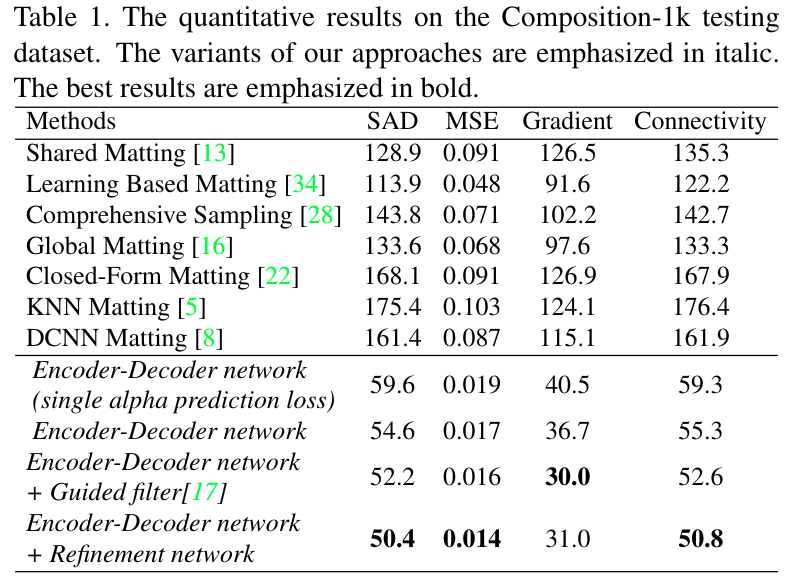 Table 1. The quantitative results on the Composition-1k testing
dataset. The variants of our approaches are emphasized in italic.
The best results are emphasized in bold.
Methods SAD MSE Gradient Connectivity
Shared Matting [13] 128.9 0.091 126.5 135.3
Learning Based Matting [34] 113.9 0.048 91.6 122.2
Comprehensive Sampling [28] 143.8 0.071 102.2 142.7
Global Matting [16] 133.6 0.068 97.6 133.3
Closed-Form Matting [22] 168.1 0.091 126.9 167.9
KNN Matting [5] 175.4 0.103 124.1 176.4
DCNN Matting [8] 161.4 0.087 115.1 161.9
Encoder-Decoder network
(single alpha prediction loss) 59.6 0.019 40.5 59.3
Encoder-Decoder network 54.6 0.017 36.7 55.3
Encoder-Decoder network
+ Guided filter[17] 52.2 0.016 30.0 52.6
Encoder-Decoder network
+ Refinement network 50.4 0.014 31.0 50.8